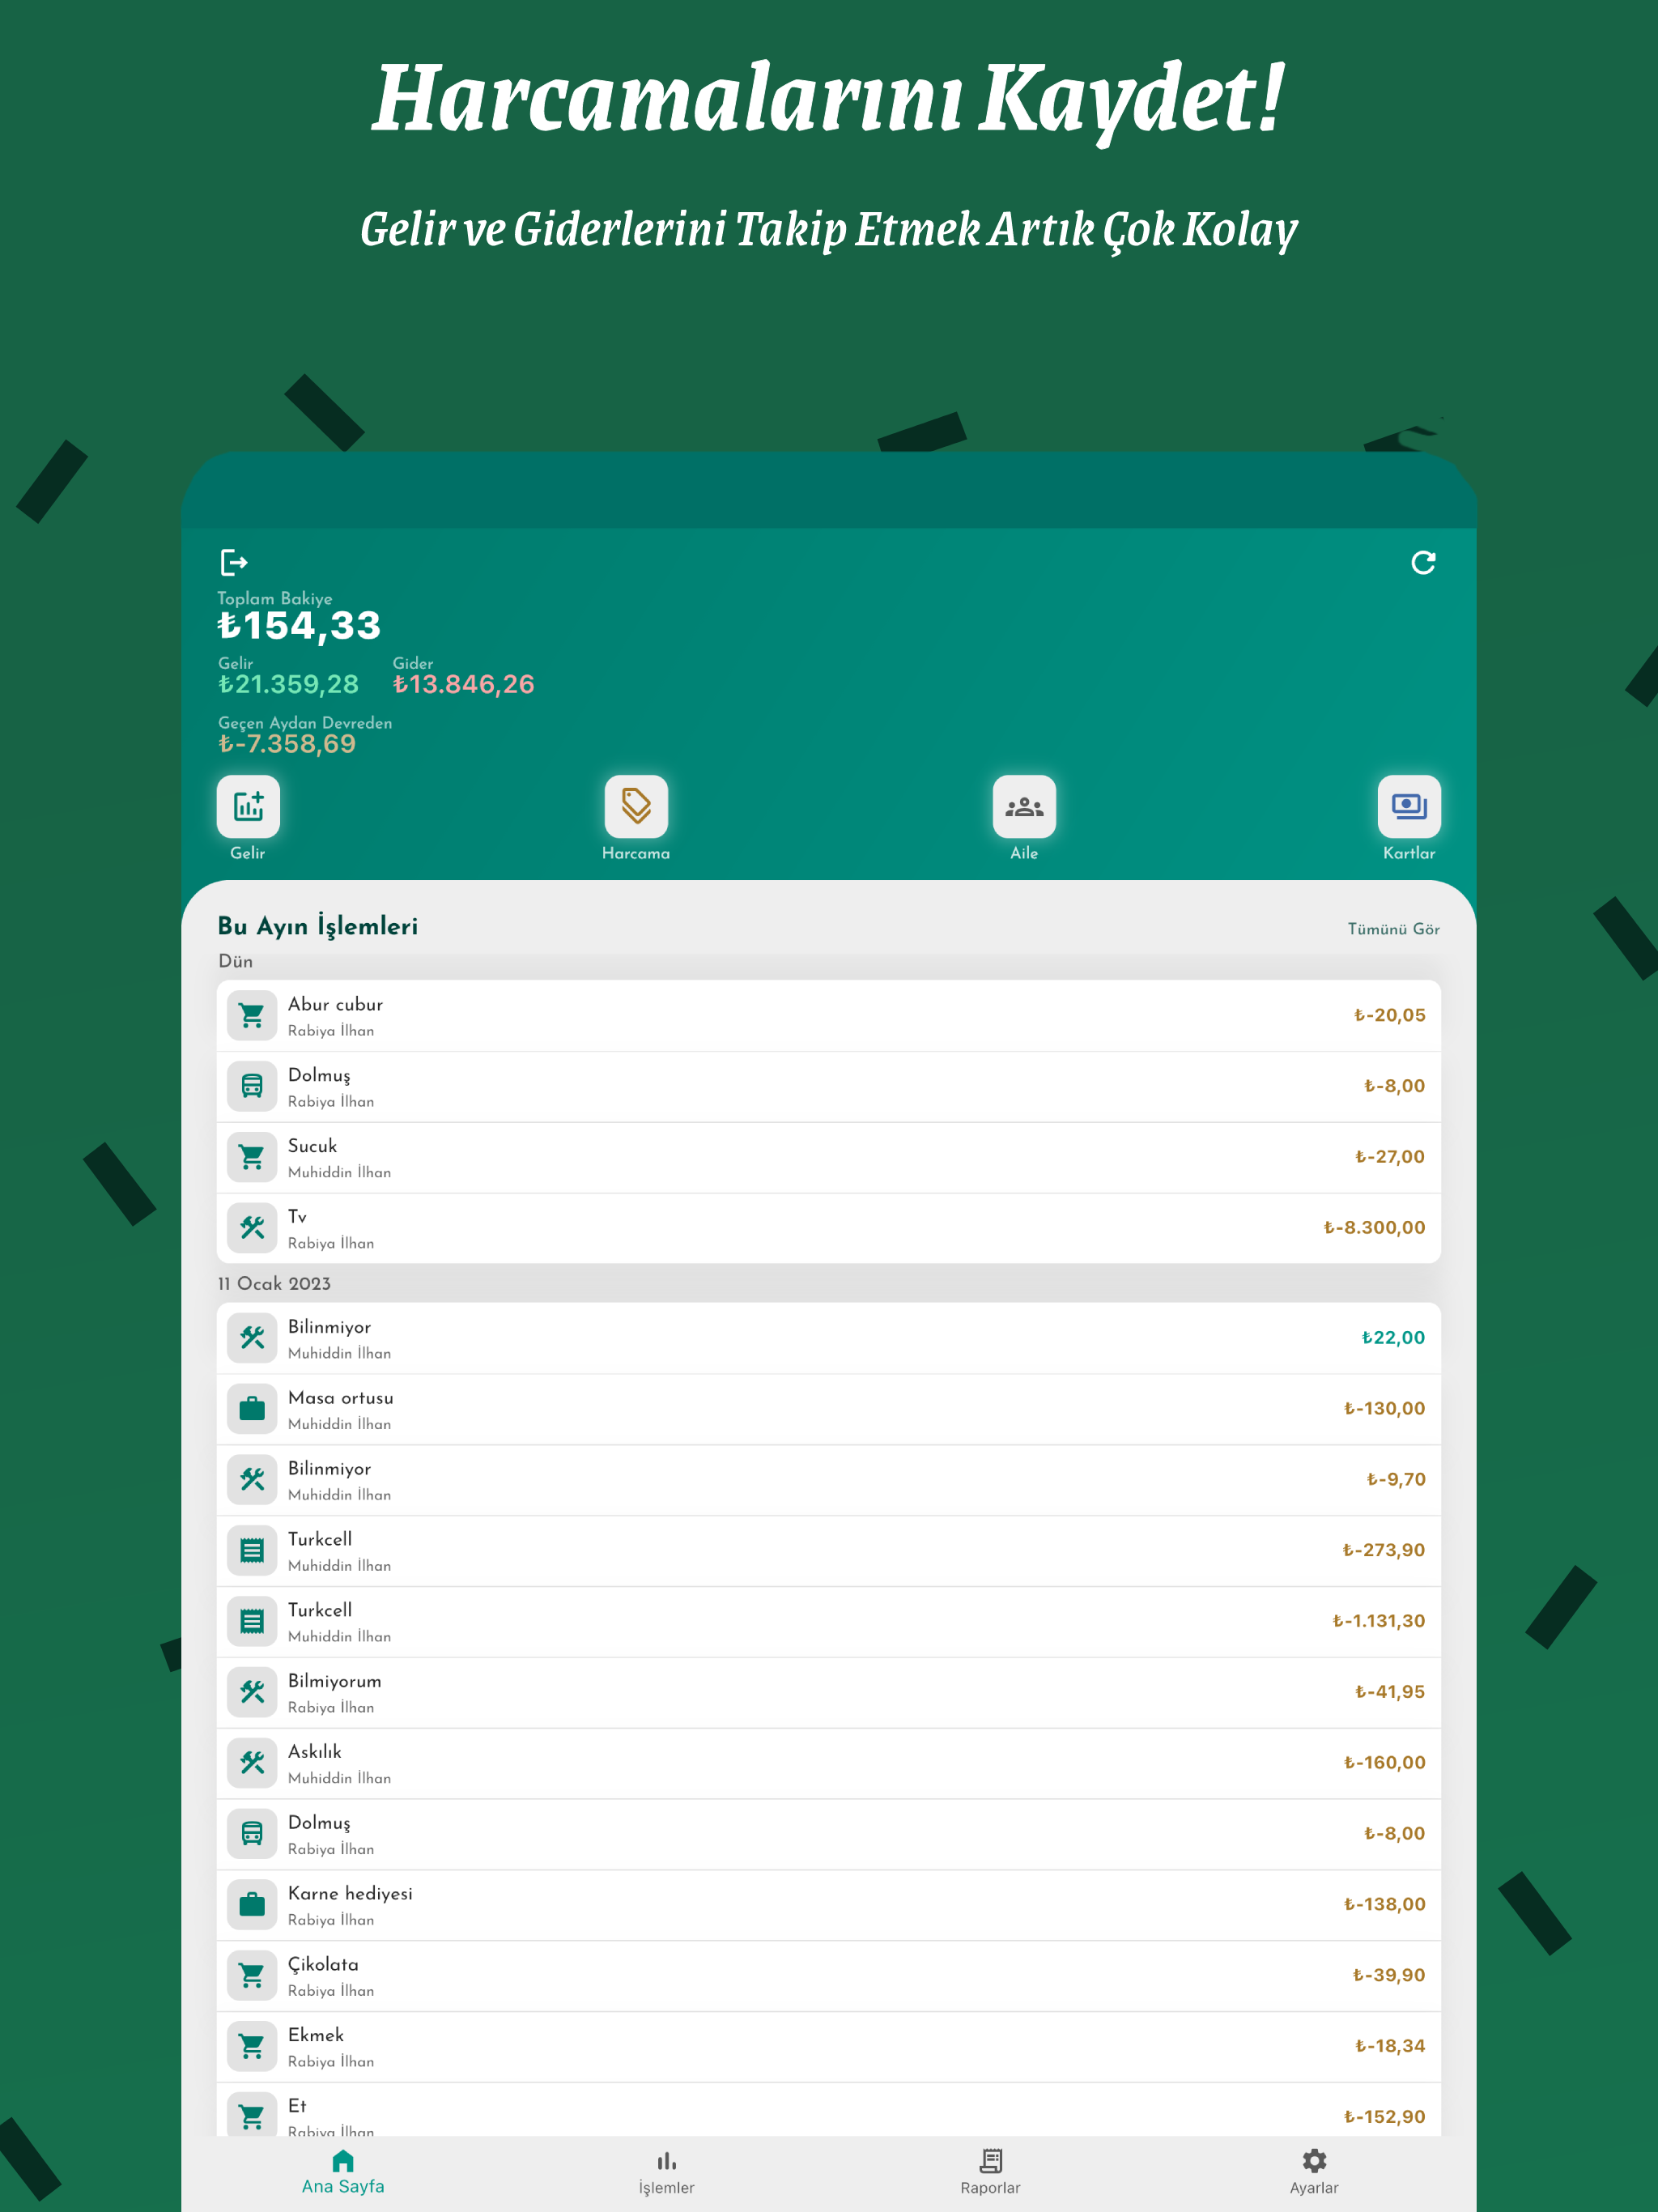 Harcamalarını Kaydet!
Gelir ve Giderlerini Takip Etmek Artık Çok Kolay
Toplam Bakiye
₺154,33
Gelir Gider
₺21.359,28 ₺13.846,26
Geçen Aydan Devreden
₺-7.358,69
Gelir Harcama Aile Kartlar
Bu Ayın İşlemleri Tümünü Gör
Dün
Abur cubur
Rabiya İlhan
₺-20,05
Dolmuş
Rabiya İlhan
₺-8,00
Sucuk
Muhiddin İlhan
₺-27,00
Tv
Rabiya İlhan
₺-8.300,00
11 Ocak 2023
Bilinmiyor
Muhiddin İlhan
₺22,00
Masa ortusu
Muhiddin İlhan
₺-130,00
Bilinmiyor
Muhiddin İlhan
₺-9,70
Turkcell
Muhiddin İlhan
₺-273,90
Turkcell
Muhiddin İlhan
₺-1.131,30
Bilmiyorum
Rabiya İlhan
₺-41,95
Askılık
Muhiddin İlhan
₺-160,00
Dolmuş
Rabiya İlhan
₺-8,00
Karne hediyesi
Rabiya İlhan
₺-138,00
Çikolata
Rabiya İlhan
₺-39,90
Ekmek
Rabiya İlhan
₺-18,34
Et
Rabiya İlhan
₺-152,90
Ana Sayfa İşlemler Raporlar Ayarlar